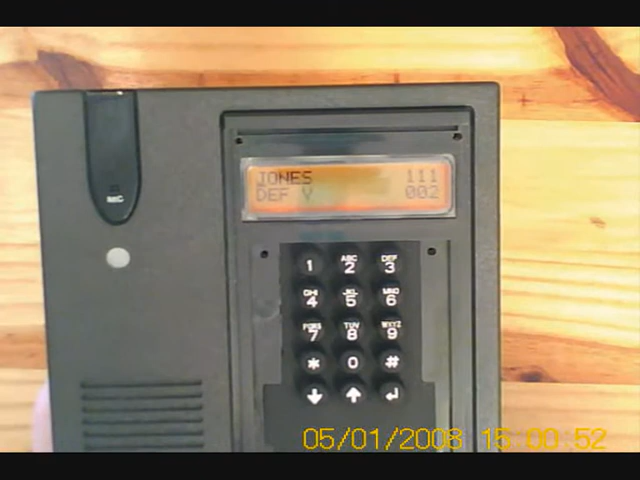 MIC
JONES 111
DEF Y 002
1 ABC 2 DEF 3
GHI 4 JKL 5 MNO 6
PQRS 7 TUV 8 WXYZ 9
* 0 #
↓ ↑ ↵
05/01/2008 15:00:52